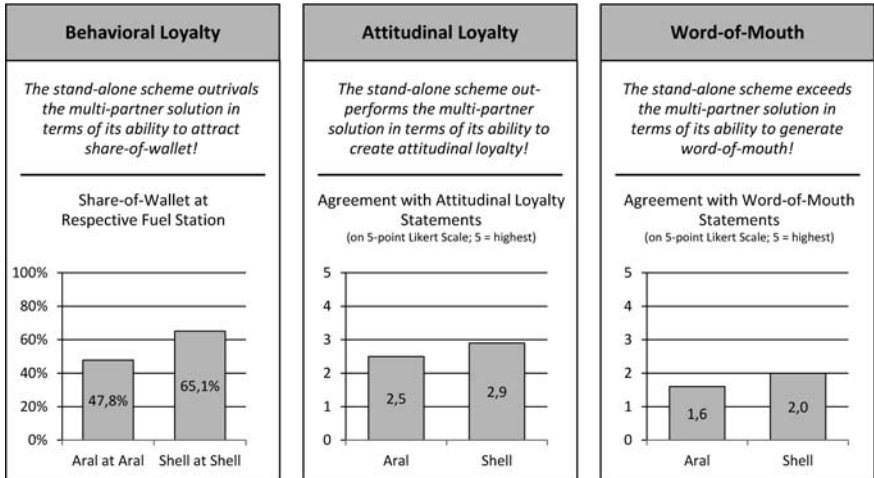 Behavioral Loyalty
The stand-alone scheme outrivals
the multi-partner solution in
terms of its ability to attract
share-of-wallet!
Share-of-Wallet at
Respective Fuel Station
100%
80%
60%
40%
20%
0%
47,8%
65,1%
Aral at Aral
Shell at Shell
Attitudinal Loyalty
The stand-alone scheme out-
performs the multi-partner
solution in terms of its ability to
create attitudinal loyalty!
Agreement with Attitudinal Loyalty
Statements
(on 5-point Likert Scale; 5 = highest)
5
4
3
2
1
0
2,5
2,9
Aral
Shell
Word-of-Mouth
The stand-alone scheme exceeds
the multi-partner solution in
terms of its ability to generate
word-of-mouth!
Agreement with Word-of-Mouth
Statements
(on 5-point Likert Scale; 5 = highest)
5
4
3
2
1
0
1,6
2,0
Aral
Shell